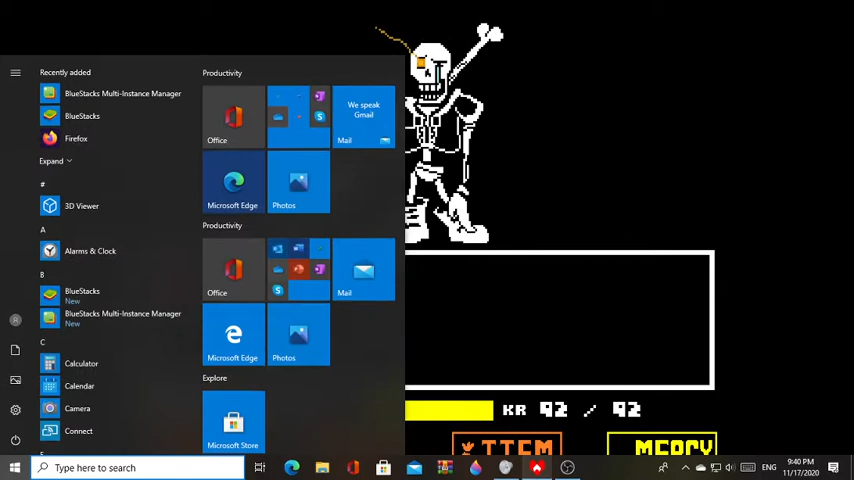 Recently added
BlueStacks Multi-Instance Manager
BlueStacks
Firefox
Expand
#
3D Viewer
A
Alarms & Clock
B
BlueStacks
New
BlueStacks Multi-Instance Manager
New
C
Calculator
Calendar
Camera
Connect
Productivity
Office
We speak
Gmail
Mail
Microsoft Edge
Photos
Productivity
Office
Mail
Microsoft Edge
Photos
Explore
Microsoft Store
KR 92 / 92
ITEM
MERCY
Type here to search
ENG
9:40 PM
11/17/2020